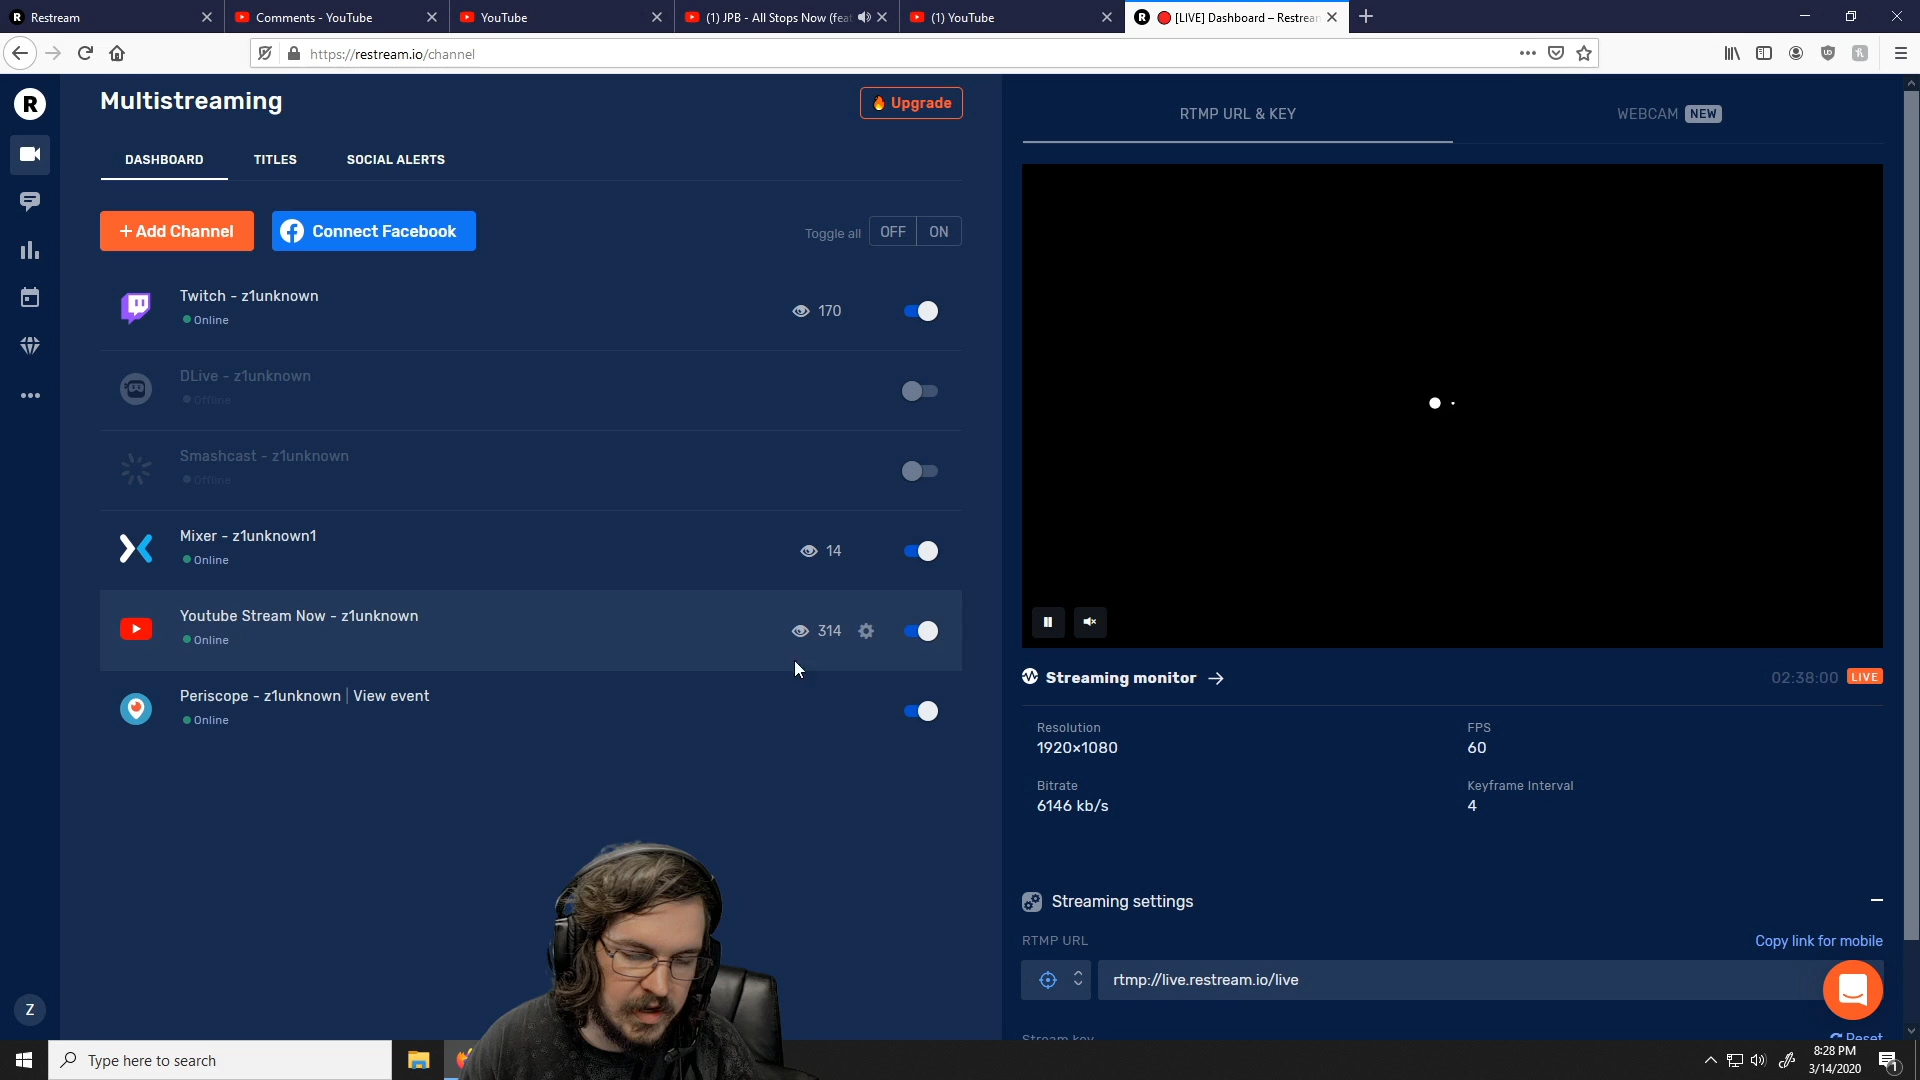 Restream
Comments - YouTube
YouTube
(1) JPB - All Stops Now (feat
(1) YouTube
[LIVE] Dashboard – Restream
https://restream.io/channel
R
Multistreaming
Upgrade
DASHBOARD
TITLES
SOCIAL ALERTS
+ Add Channel
Connect Facebook
Toggle all
OFF
ON
Twitch - z1unknown
Online
170
DLive - z1unknown
Offline
Smashcast - z1unknown
Offline
Mixer - z1unknown1
Online
14
Youtube Stream Now - z1unknown
Online
314
Periscope - z1unknown | View event
Online
Z
RTMP URL & KEY
WEBCAM NEW
Streaming monitor →
02:38:00 LIVE
Resolution
1920×1080
FPS
60
Bitrate
6146 kb/s
Keyframe Interval
4
Streaming settings
RTMP URL
Copy link for mobile
rtmp://live.restream.io/live
Stream key
Reset
Type here to search
8:28 PM
3/14/2020
1